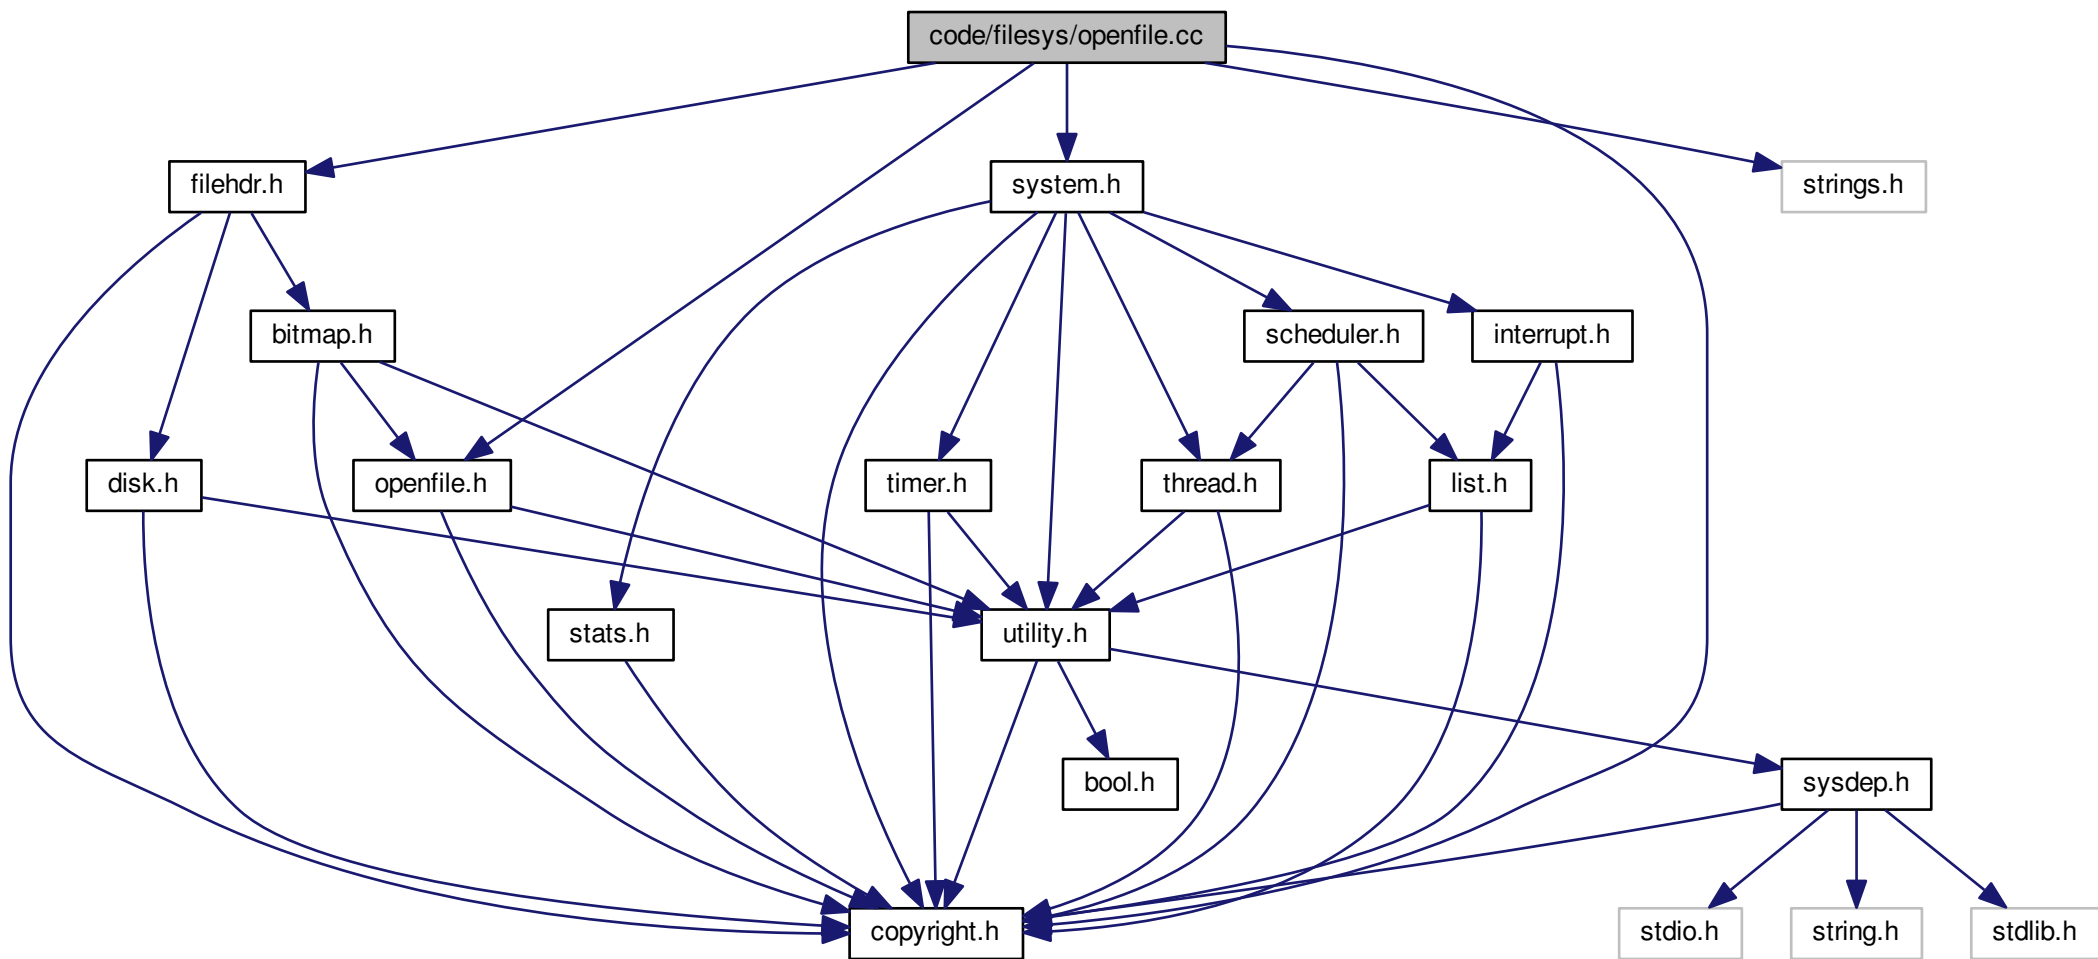 code/filesys/openfile.cc
filehdr.h
system.h
strings.h
bitmap.h
scheduler.h
interrupt.h
disk.h
openfile.h
timer.h
thread.h
list.h
stats.h
utility.h
bool.h
sysdep.h
copyright.h
stdio.h
string.h
stdlib.h